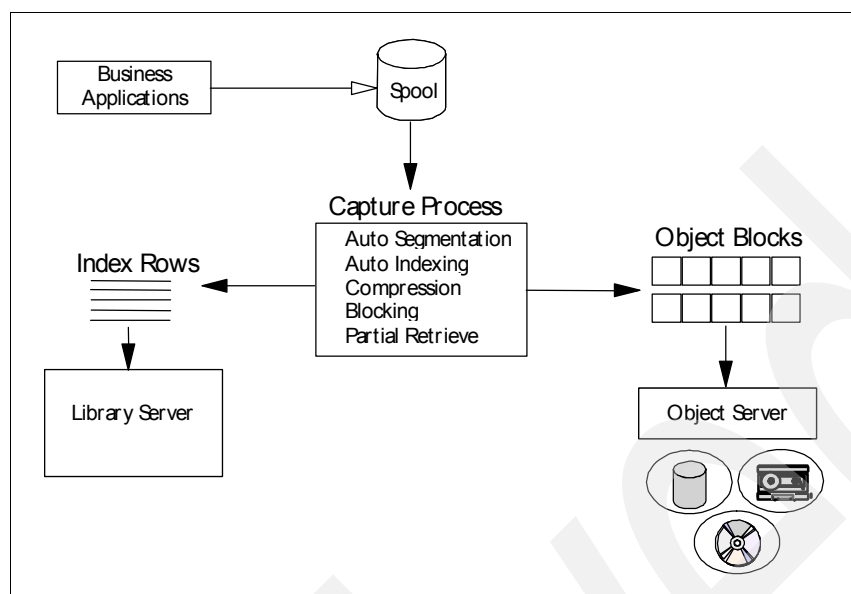 Business
Applications
Spool
Capture Process
Auto Segmentation
Auto Indexing
Compression
Blocking
Partial Retrieve
Index Rows
Object Blocks
Library Server
Object Server